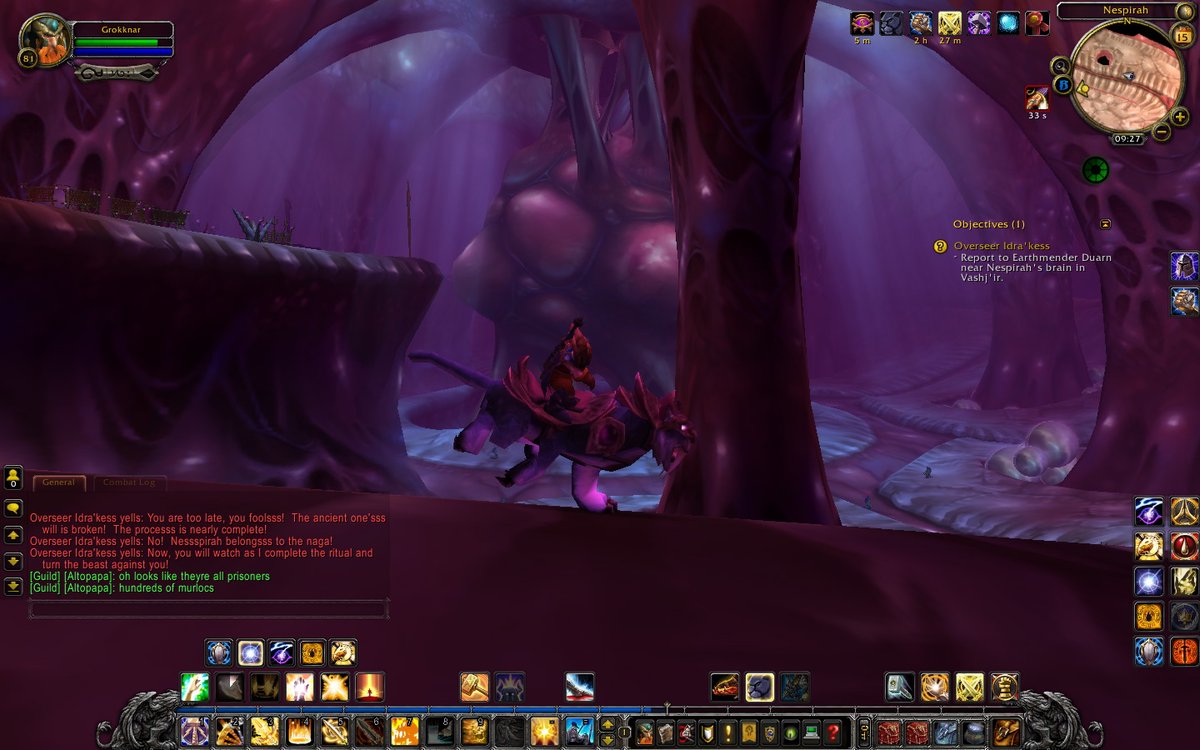 Grokknar
81
5 m
2 h
27 m
Nespirah
N
15
33 s
09:27
Objectives (1)
Overseer Idra'kess
- Report to Earthmender Duarn
near Nespirah's brain in
Vashj'ir.
0
General
Combat Log
Overseer Idra'kess yells: You are too late, you foolsss! The ancient one'sss
will is broken! The processs is nearly complete!
Overseer Idra'kess yells: No! Nessspirah belongsss to the naga!
Overseer Idra'kess yells: Now, you will watch as I complete the ritual and
turn the beast against you!
[Guild] [Altopapa]: oh looks like theyre all prisoners
[Guild] [Altopapa]: hundreds of murlocs